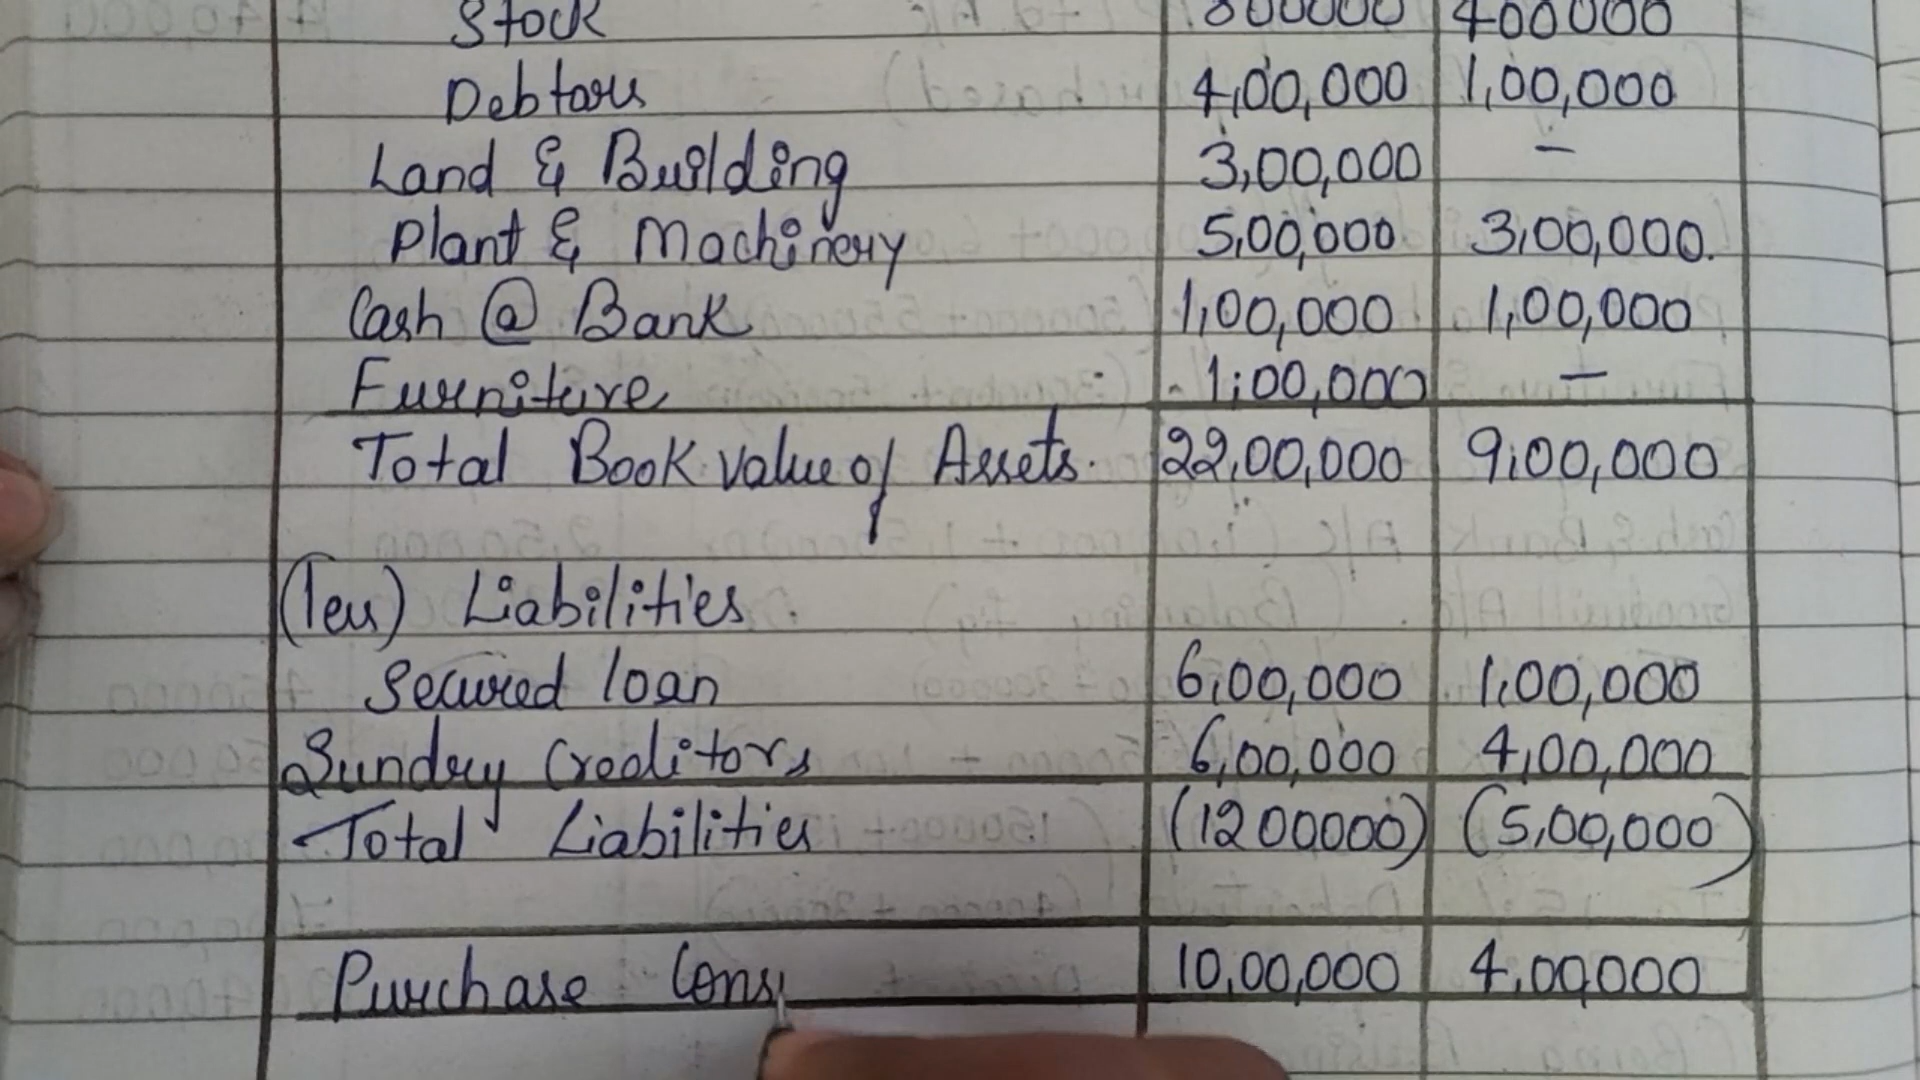 Stock 800000 400000
Debtors 4,00,000 1,00,000
Land & Building 3,00,000 -
Plant & Machinery 5,00,000 3,00,000.
Cash @ Bank 1,00,000 1,00,000
Furniture 1,00,000 -
Total Book value of Assets. 22,00,000 9,00,000
(Less) Liabilities
Secured loan 6,00,000 1,00,000
Sundry Creditors 6,00,000 4,00,000
Total Liabilities (1200000) (5,00,000)
Purchase Cons 10,00,000 4,00,000